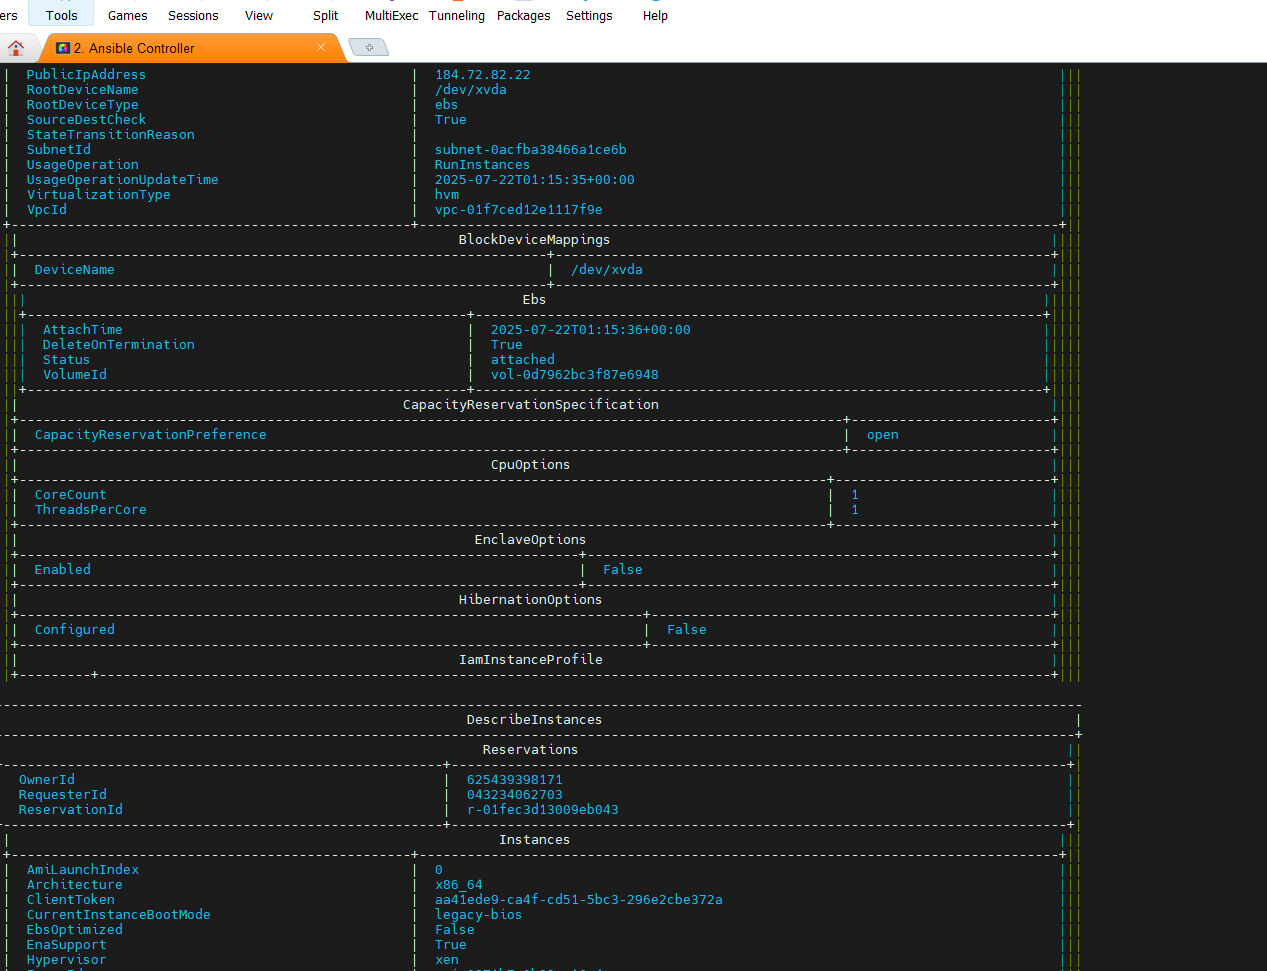 ers Tools Games Sessions View Split MultiExec Tunneling Packages Settings Help
2. Ansible Controller
| PublicIpAddress | 184.72.82.22
| RootDeviceName | /dev/xvda
| RootDeviceType | ebs
| SourceDestCheck | True
| StateTransitionReason |
| SubnetId | subnet-0acfba38466a1ce6b
| UsageOperation | RunInstances
| UsageOperationUpdateTime | 2025-07-22T01:15:35+00:00
| VirtualizationType | hvm
| VpcId | vpc-01f7ced12e1117f9e
BlockDeviceMappings
| DeviceName | /dev/xvda
Ebs
| AttachTime | 2025-07-22T01:15:36+00:00
| DeleteOnTermination | True
| Status | attached
| VolumeId | vol-0d7962bc3f87e6948
CapacityReservationSpecification
| CapacityReservationPreference | open
CpuOptions
| CoreCount | 1
| ThreadsPerCore | 1
EnclaveOptions
| Enabled | False
HibernationOptions
| Configured | False
IamInstanceProfile
DescribeInstances
Reservations
OwnerId | 625439398171
RequesterId | 043234062703
ReservationId | r-01fec3d13009eb043
Instances
| AmiLaunchIndex | 0
| Architecture | x86_64
| ClientToken | aa41ede9-ca4f-cd51-5bc3-296e2cbe372a
| CurrentInstanceBootMode | legacy-bios
| EbsOptimized | False
| EnaSupport | True
| Hypervisor | xen